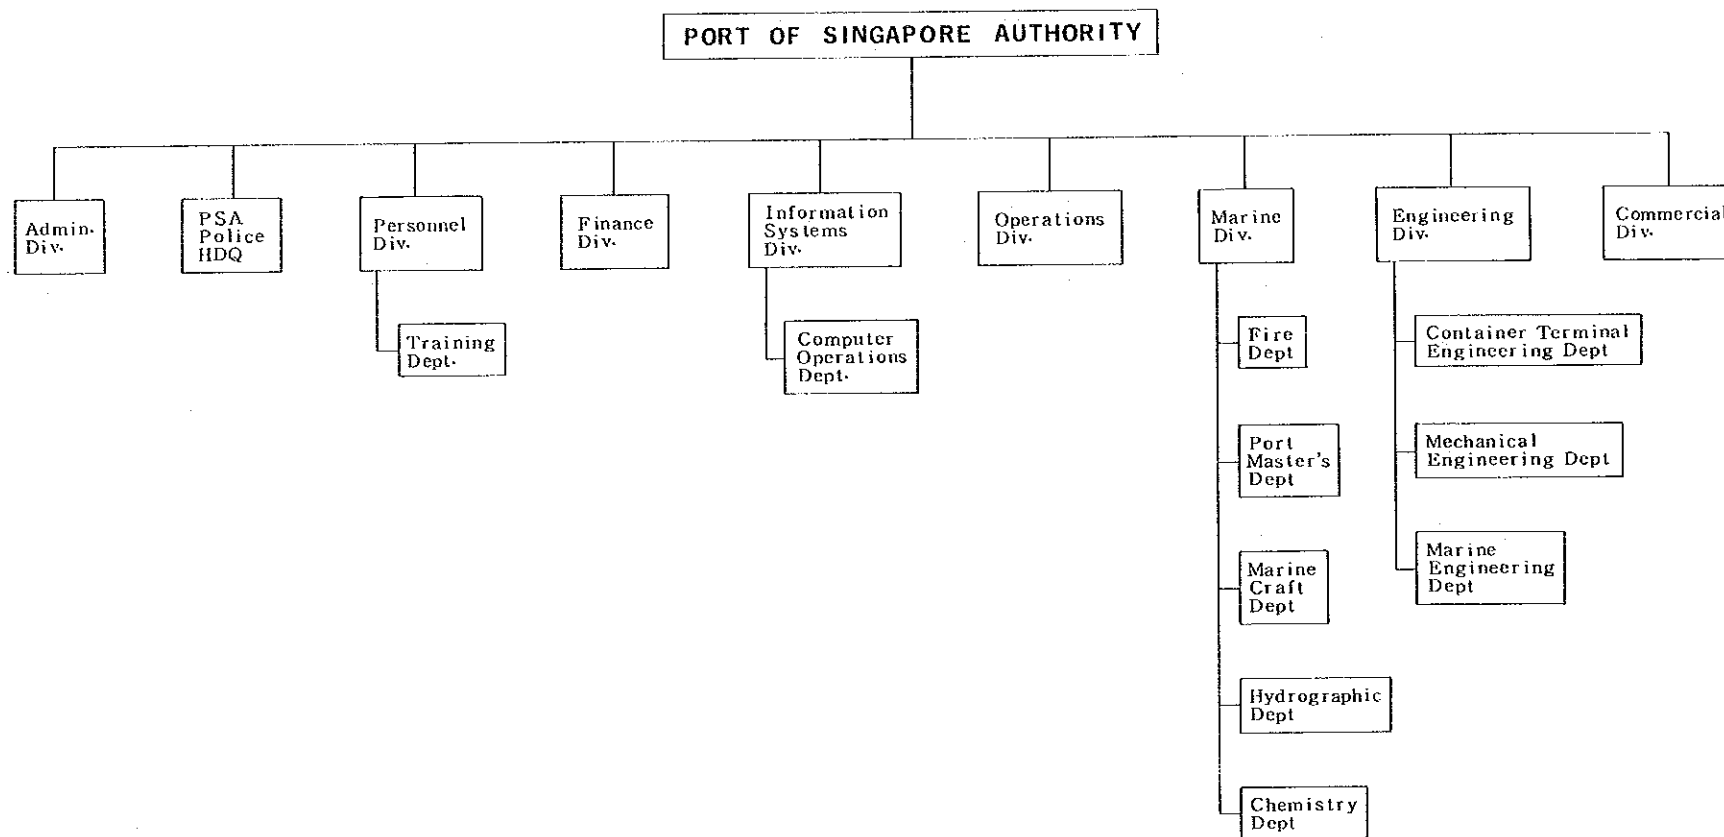 PORT OF SINGAPORE AUTHORITY
Admin.
Div.
PSA
Police
HDQ
Personnel
Div.
Finance
Div.
Information
Systems
Div.
Operations
Div.
Marine
Div.
Engineering
Div.
Commercial
Div.
Training
Dept.
Computer
Operations
Dept.
Fire
Dept
Port
Master's
Dept
Marine
Craft
Dept
Hydrographic
Dept
Chemistry
Dept
Container Terminal
Engineering Dept
Mechanical
Engineering Dept
Marine
Engineering
Dept